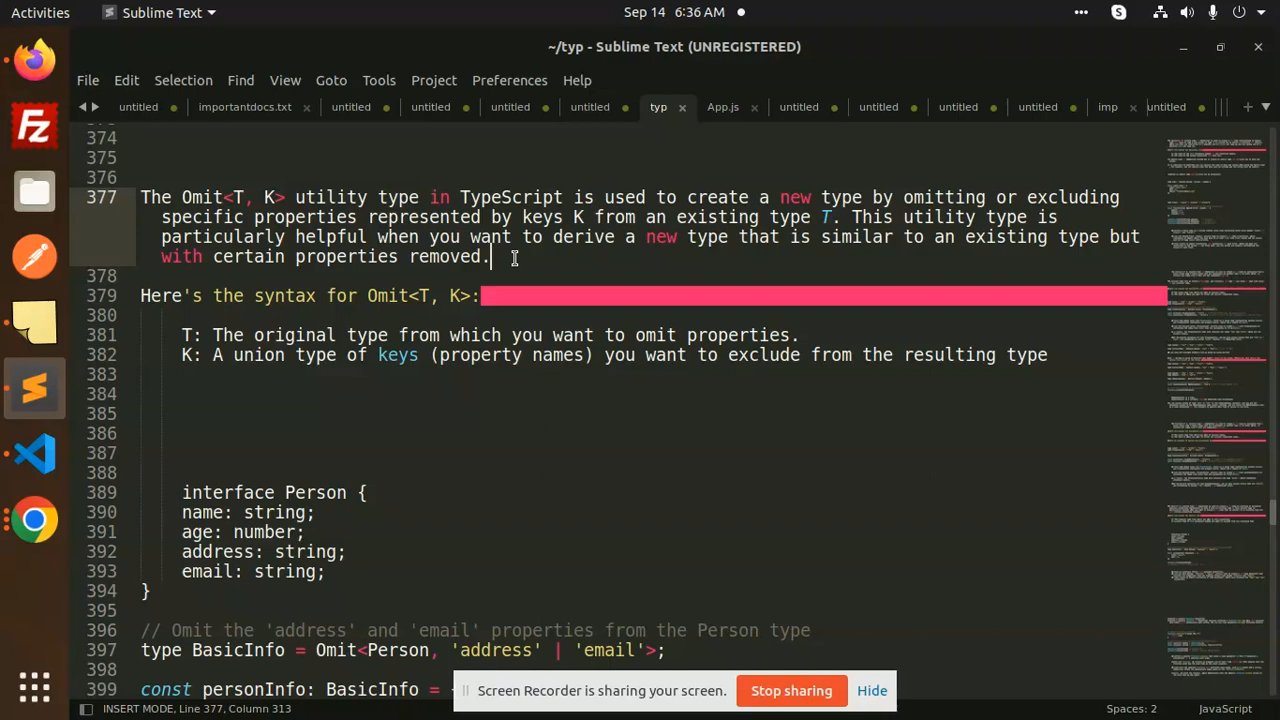 Activities
Sublime Text
Sep 14 6:36 AM
~/typ - Sublime Text (UNREGISTERED)
File Edit Selection Find View Goto Tools Project Preferences Help
untitled importantdocs.txt untitled untitled untitled untitled typ App.js untitled untitled untitled untitled imp untitled
374
375
376
377 The Omit<T, K> utility type in TypeScript is used to create a new type by omitting or excluding
specific properties represented by keys K from an existing type T. This utility type is
particularly helpful when you want to derive a new type that is similar to an existing type but
with certain properties removed.
378
379 Here's the syntax for Omit<T, K>:
380
381 T: The original type from which you want to omit properties.
382 K: A union type of keys (property names) you want to exclude from the resulting type
383
384
385
386
387
388
389 interface Person {
390 name: string;
391 age: number;
392 address: string;
393 email: string;
394 }
395
396 // Omit the 'address' and 'email' properties from the Person type
397 type BasicInfo = Omit<Person, 'address' | 'email'>;
398
399 const personInfo: BasicInfo =
Screen Recorder is sharing your screen. Stop sharing Hide
INSERT MODE, Line 377, Column 313
Spaces: 2
JavaScript